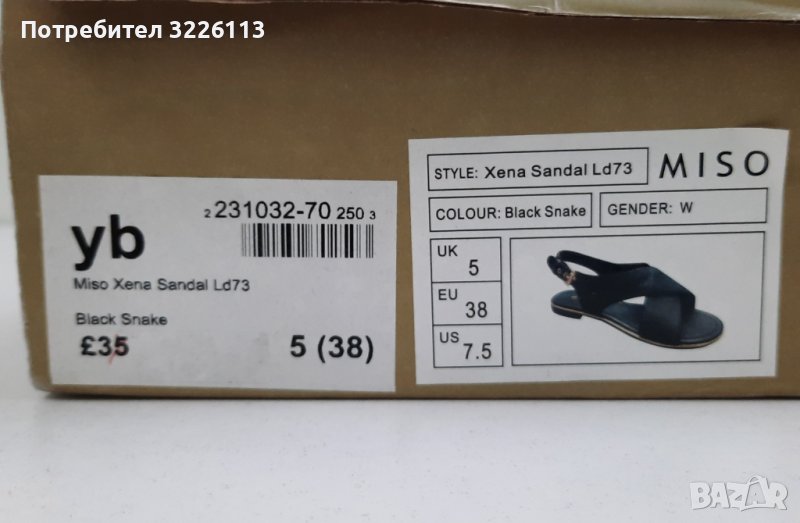 Потребител 3226113
yb
2 231032-70 250 3
Miso Xena Sandal Ld73
Black Snake
£35
5 (38)
STYLE: Xena Sandal Ld73
MISO
COLOUR: Black Snake
GENDER: W
UK
5
EU
38
US
7.5
BAZAR